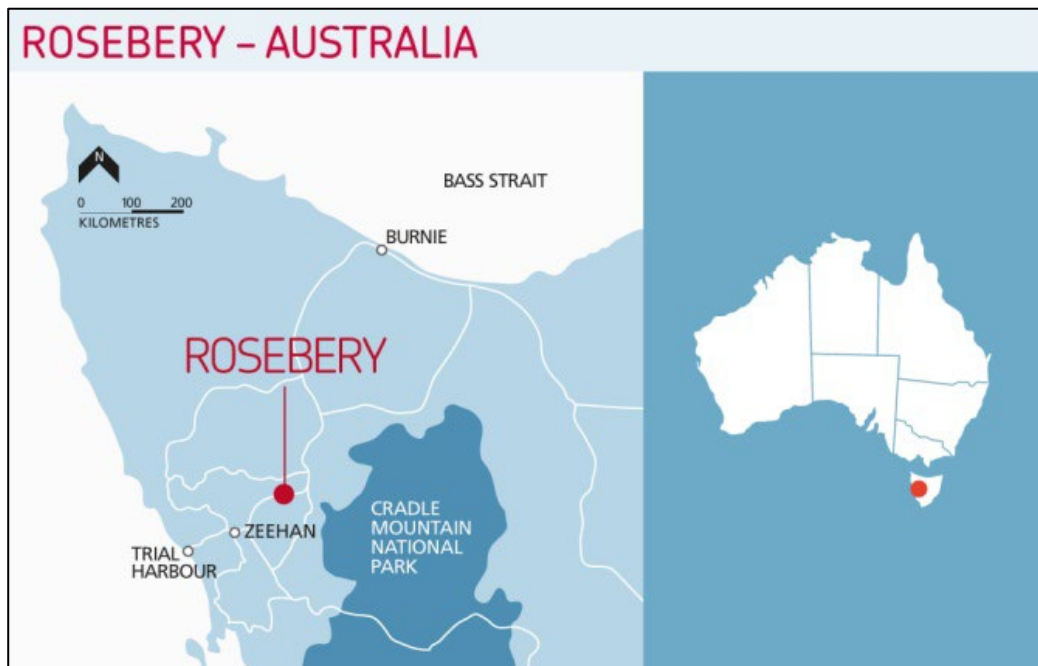 ROSEBERY – AUSTRALIA
N
0 100 200
KILOMETRES
BASS STRAIT
BURNIE
ROSEBERY
CRADLE
MOUNTAIN
NATIONAL
PARK
ZEEHAN
TRIAL
HARBOUR